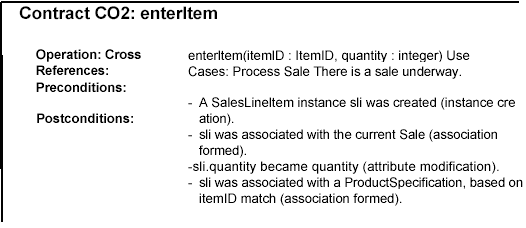 Contract CO2: enterItem
Operation: Cross enterItem(itemID : ItemID, quantity : integer) Use
References: Cases: Process Sale There is a sale underway.
Preconditions:
- A SalesLineItem instance sli was created (instance cre
Postconditions: ation).
- sli was associated with the current Sale (association
formed).
-sli.quantity became quantity (attribute modification).
- sli was associated with a ProductSpecification, based on
itemID match (association formed).